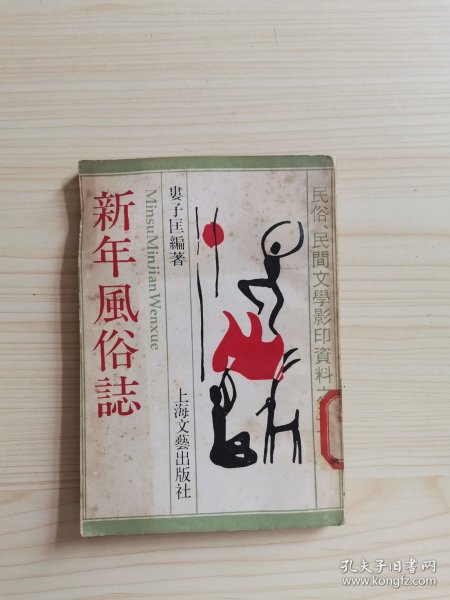 民俗、民間文學影印資料
婁子匡編著
上海文藝出版社
MinsuMinjianWenxue
新年風俗誌
孔夫子旧书网
www.kongfz.com